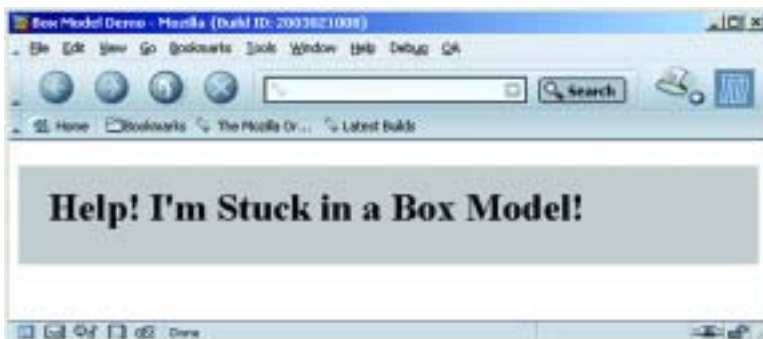 Box Model Demo - Mozilla {Build ID: 2003021008}
File Edit View Go Bookmarks Tools Window Help Debug QA
Search
Home Bookmarks The Mozilla Or... Latest Builds
Help! I'm Stuck in a Box Model!
Done